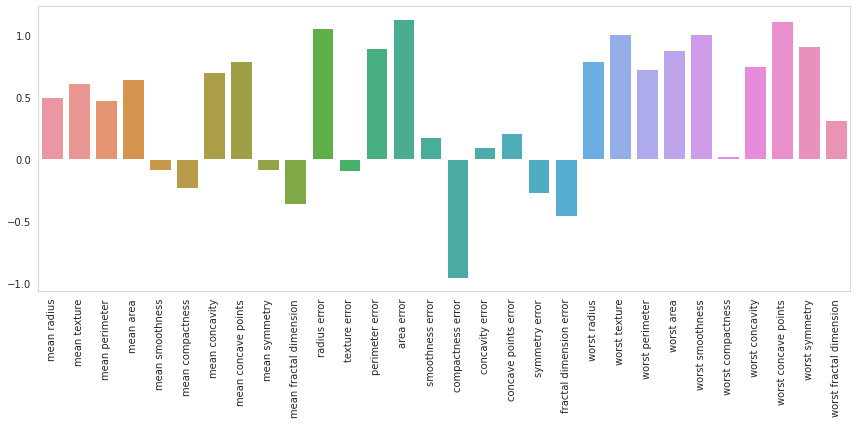 1.0
0.5
0.0
−0.5
−1.0
mean radius
mean texture
mean perimeter
mean area
mean smoothness
mean compactness
mean concavity
mean concave points
mean symmetry
mean fractal dimension
radius error
texture error
perimeter error
area error
smoothness error
compactness error
concavity error
concave points error
symmetry error
fractal dimension error
worst radius
worst texture
worst perimeter
worst area
worst smoothness
worst compactness
worst concavity
worst concave points
worst symmetry
worst fractal dimension